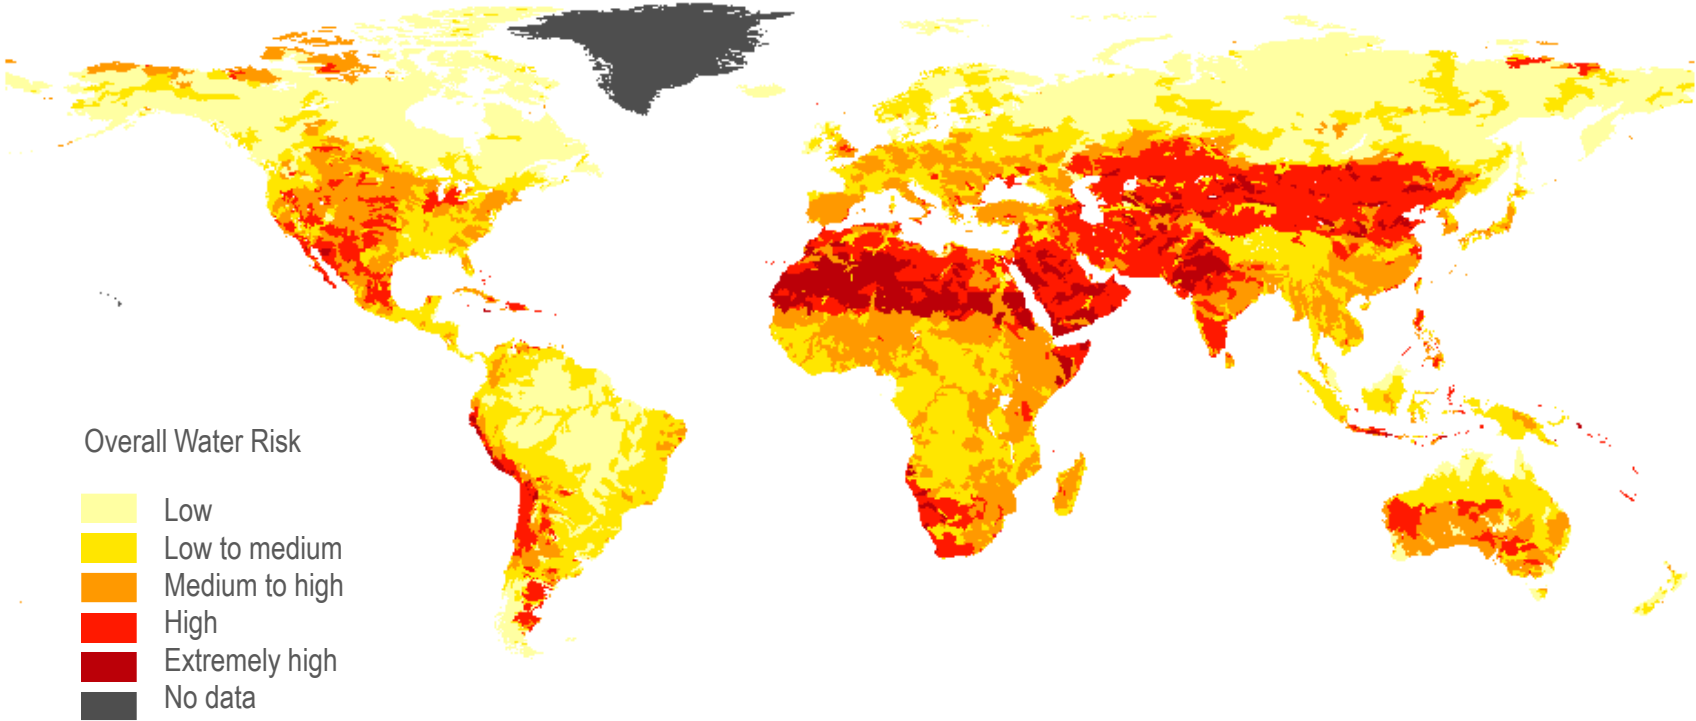 Overall Water Risk
Low
Low to medium
Medium to high
High
Extremely high
No data